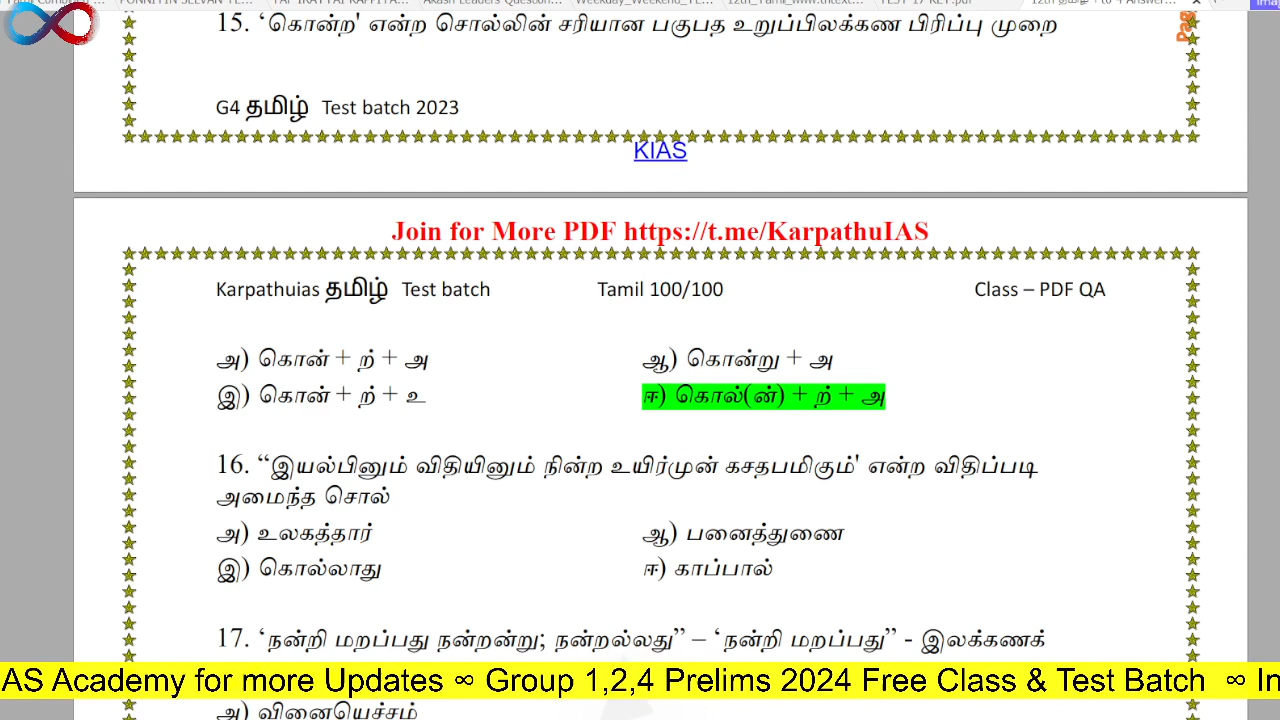 15. ‘கொன்ற' என்ற சொல்லின் சரியான பகுபத உறுப்பிலக்கண பிரிப்பு முறை
G4 தமிழ் Test batch 2023
KIAS
Join for More PDF https://t.me/KarpathuIAS
Karpathuias தமிழ் Test batch Tamil 100/100 Class – PDF QA
அ) கொன் + ற் + அ ஆ) கொன்று + அ
இ) கொன் + ற் + உ ஈ) கொல்(ன்) + ற் + அ
16. “இயல்பினும் விதியினும் நின்ற உயிர்முன் கசதபமிகும்' என்ற விதிப்படி
அமைந்த சொல்
அ) உலகத்தார் ஆ) பனைத்துணை
இ) கொல்லாது ஈ) காப்பால்
17. ‘நன்றி மறப்பது நன்றன்று; நன்றல்லது” – ‘நன்றி மறப்பது” - இலக்கணக்
AS Academy for more Updates ∞ Group 1,2,4 Prelims 2024 Free Class & Test Batch ∞ In
அ) வினையெச்சம்